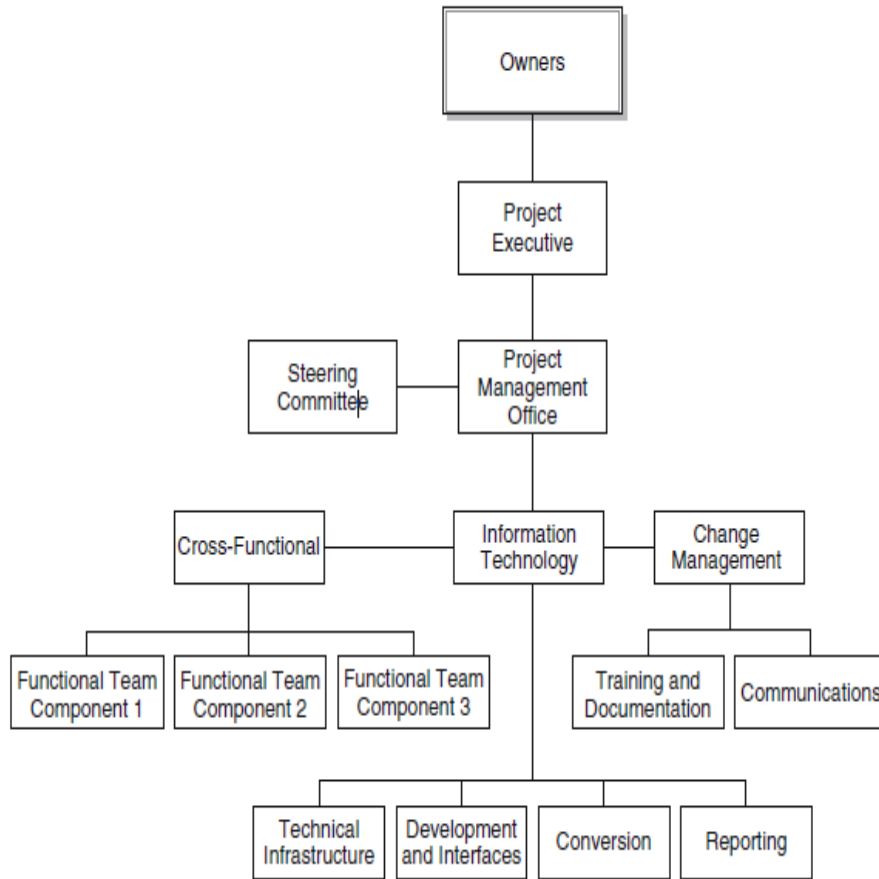 Owners
Project
Executive
Steering
Committee
Project
Management
Office
Cross-Functional
Information
Technology
Change
Management
Functional Team
Component 1
Functional Team
Component 2
Functional Team
Component 3
Training and
Documentation
Communications
Technical
Infrastructure
Development
and Interfaces
Conversion
Reporting